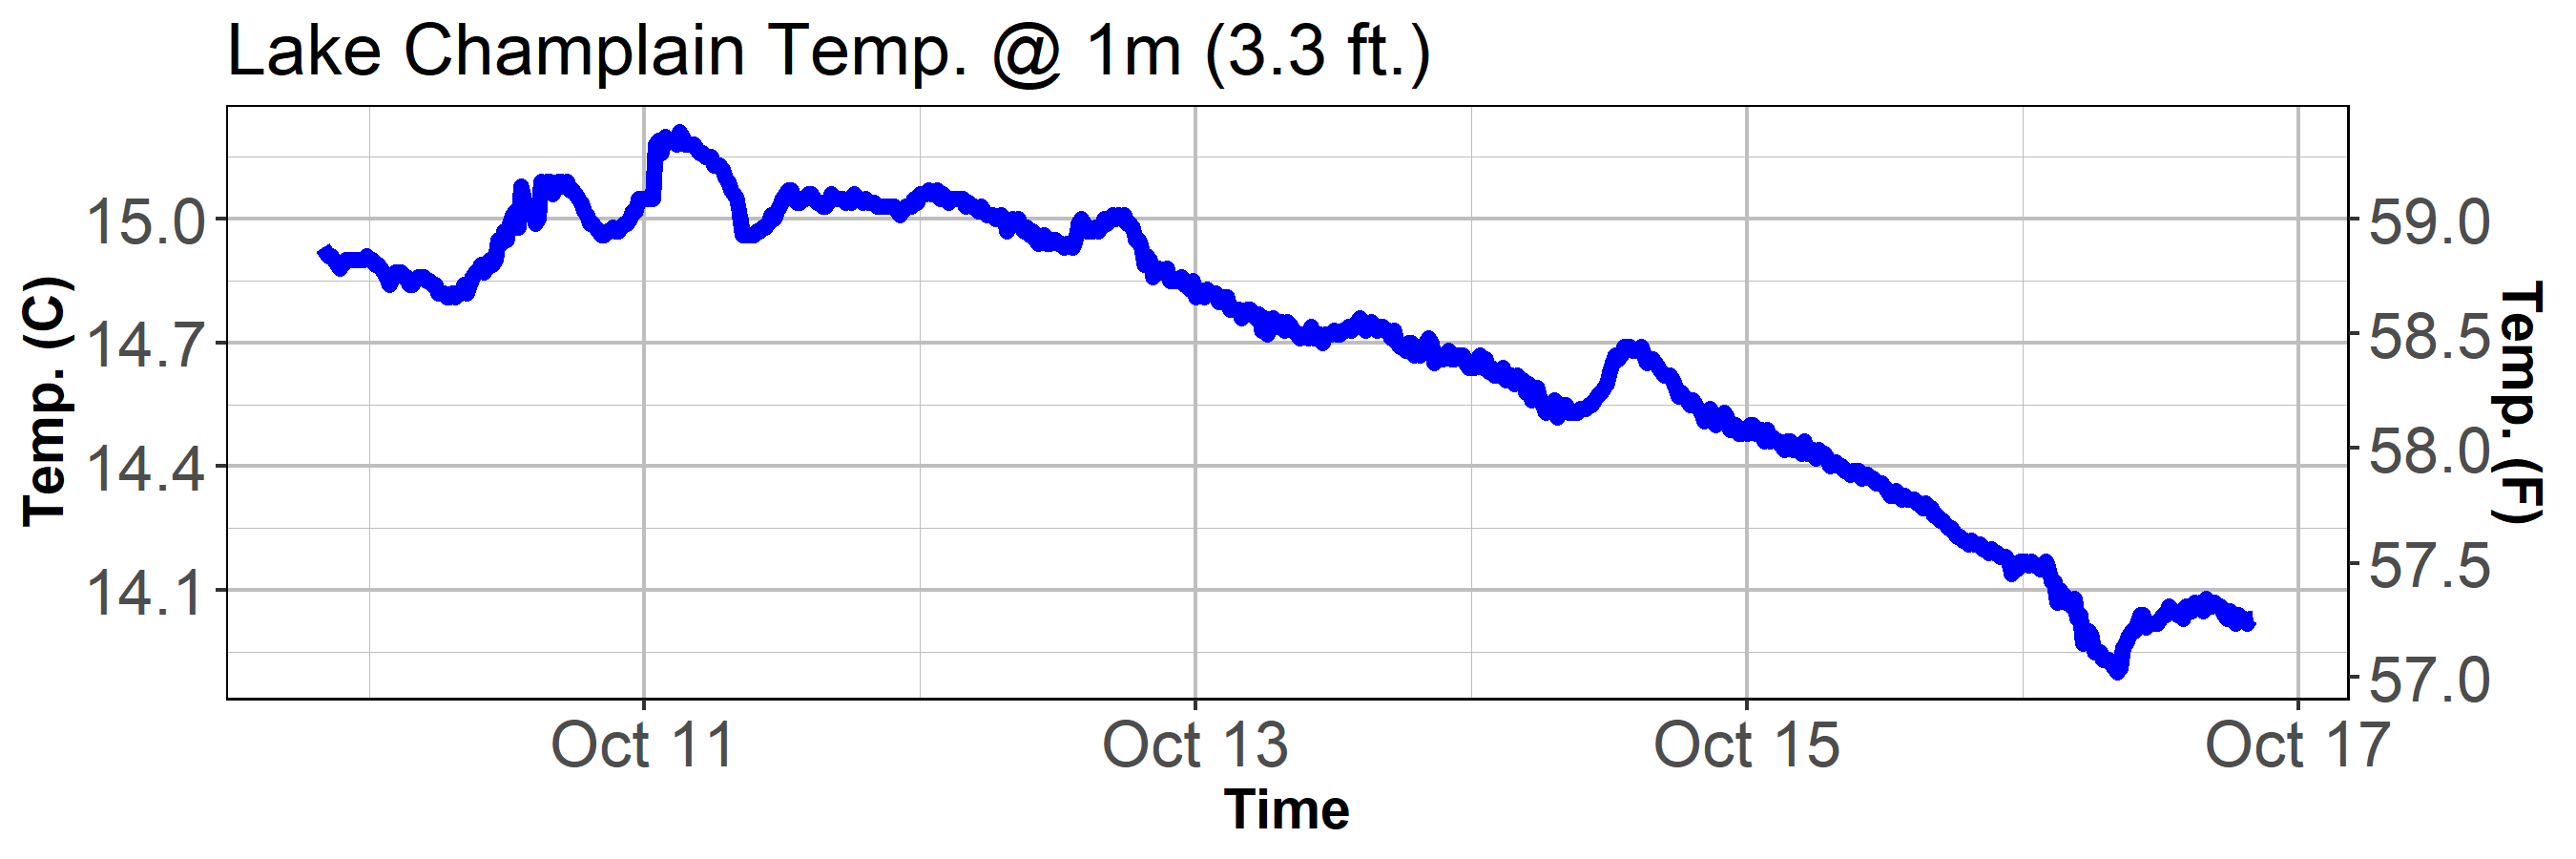 Lake Champlain Temp. @ 1m (3.3 ft.)
Temp. (C)
15.0
14.7
14.4
14.1
59.0
58.5
58.0
57.5
57.0
Temp. (F)
Oct 11 Oct 13 Oct 15 Oct 17
Time